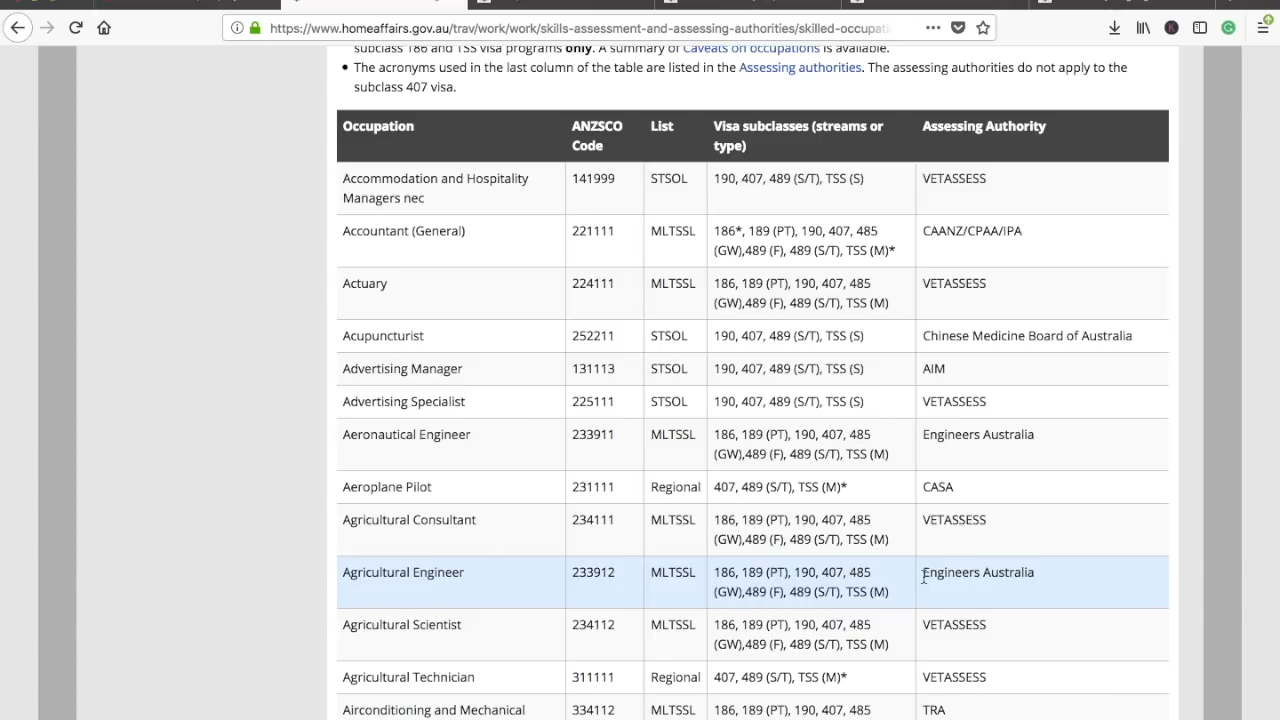 https://www.homeaffairs.gov.au/trav/work/work/skills-assessment-and-assessing-authorities/skilled-occupati
subclass 186 and TSS visa programs only. A summary of Caveats on occupations is available.
• The acronyms used in the last column of the table are listed in the Assessing authorities. The assessing authorities do not apply to the
subclass 407 visa.
Occupation ANZSCO List Visa subclasses (streams or Assessing Authority
Code type)
Accommodation and Hospitality 141999 STSOL 190, 407, 489 (S/T), TSS (S) VETASSESS
Managers nec
Accountant (General) 221111 MLTSSL 186*, 189 (PT), 190, 407, 485 CAANZ/CPAA/IPA
(GW),489 (F), 489 (S/T), TSS (M)*
Actuary 224111 MLTSSL 186, 189 (PT), 190, 407, 485 VETASSESS
(GW),489 (F), 489 (S/T), TSS (M)
Acupuncturist 252211 STSOL 190, 407, 489 (S/T), TSS (S) Chinese Medicine Board of Australia
Advertising Manager 131113 STSOL 190, 407, 489 (S/T), TSS (S) AIM
Advertising Specialist 225111 STSOL 190, 407, 489 (S/T), TSS (S) VETASSESS
Aeronautical Engineer 233911 MLTSSL 186, 189 (PT), 190, 407, 485 Engineers Australia
(GW),489 (F), 489 (S/T), TSS (M)
Aeroplane Pilot 231111 Regional 407, 489 (S/T), TSS (M)* CASA
Agricultural Consultant 234111 MLTSSL 186, 189 (PT), 190, 407, 485 VETASSESS
(GW),489 (F), 489 (S/T), TSS (M)
Agricultural Engineer 233912 MLTSSL 186, 189 (PT), 190, 407, 485 Engineers Australia
(GW),489 (F), 489 (S/T), TSS (M)
Agricultural Scientist 234112 MLTSSL 186, 189 (PT), 190, 407, 485 VETASSESS
(GW),489 (F), 489 (S/T), TSS (M)
Agricultural Technician 311111 Regional 407, 489 (S/T), TSS (M)* VETASSESS
Airconditioning and Mechanical 334112 MLTSSL 186, 189 (PT), 190, 407, 485 TRA